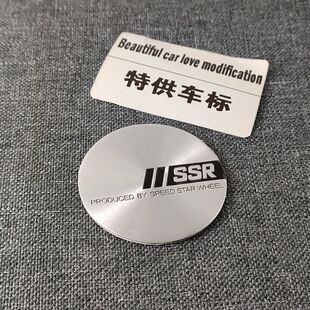 Beautiful car love modification
特供车标
SSR
PRODUCED BY SPEED STAR WHEEL